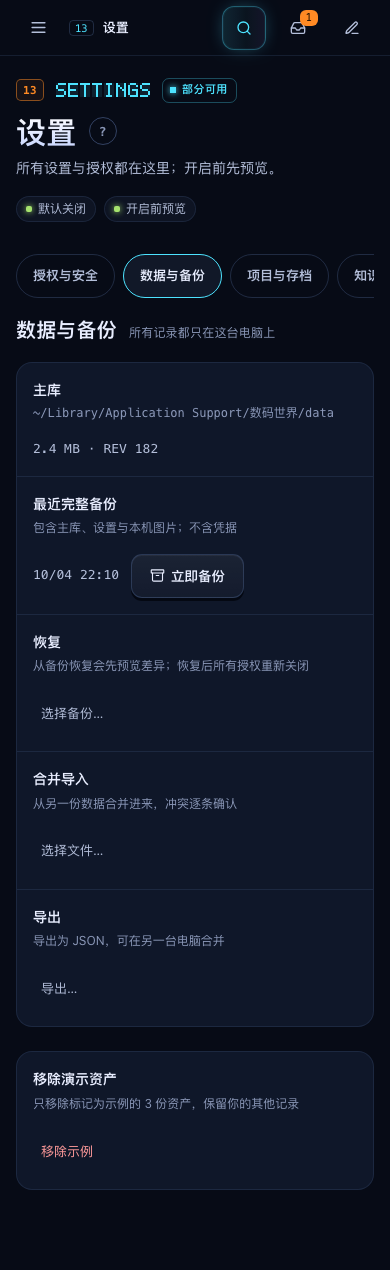 13 设置
1
13 SETTINGS 部分可用
设置 ?
所有设置与授权都在这里；开启前先预览。
默认关闭 开启前预览
授权与安全 数据与备份 项目与存档 知识
数据与备份 所有记录都只在这台电脑上
主库
~/Library/Application Support/数码世界/data
2.4 MB · REV 182
最近完整备份
包含主库、设置与本机图片；不含凭据
10/04 22:10 立即备份
恢复
从备份恢复会先预览差异；恢复后所有授权重新关闭
选择备份…
合并导入
从另一份数据合并进来，冲突逐条确认
选择文件…
导出
导出为 JSON，可在另一台电脑合并
导出…
移除演示资产
只移除标记为示例的 3 份资产，保留你的其他记录
移除示例